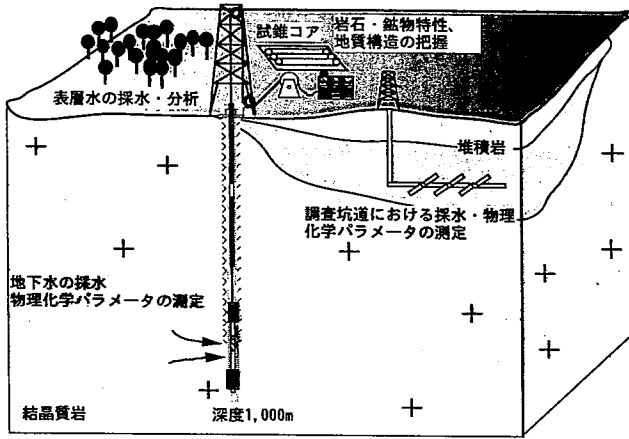 試錐コア
岩石・鉱物特性、
地質構造の把握
表層水の採水・分析
堆積岩
調査坑道における採水・物理
化学パラメータの測定
地下水の採水
物理化学パラメータの測定
結晶質岩
深度1,000m